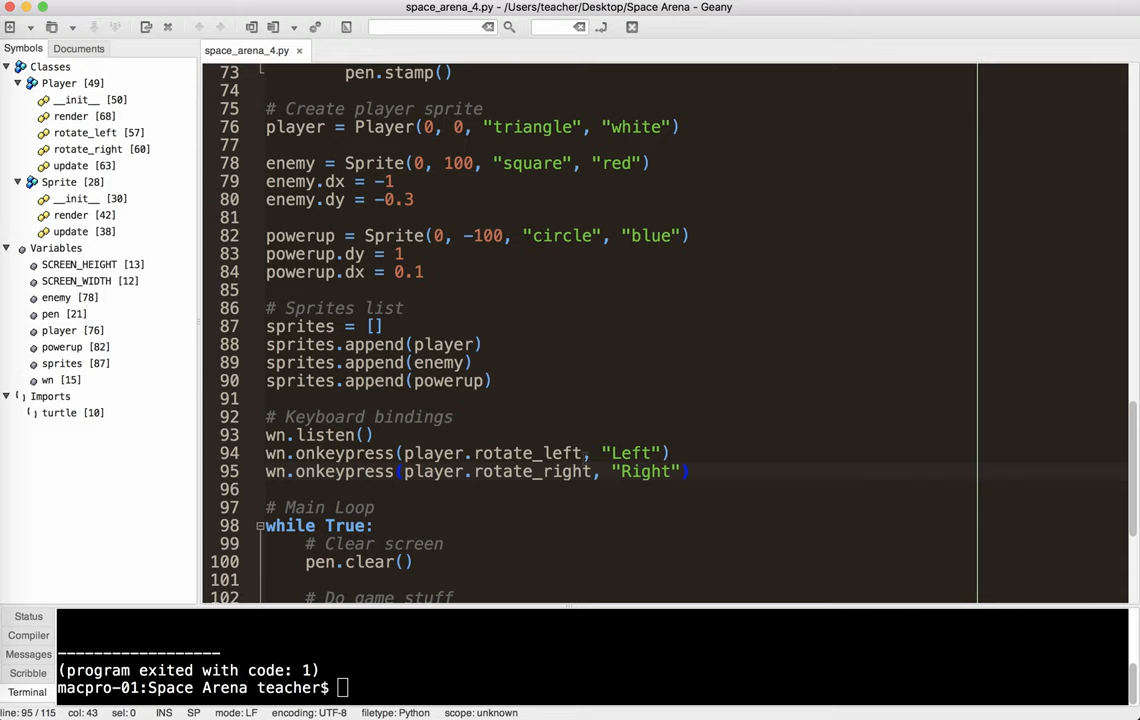 space_arena_4.py - /Users/teacher/Desktop/Space Arena - Geany
Symbols Documents
space_arena_4.py ×
Classes
Player [49]
__init__ [50]
render [68]
rotate_left [57]
rotate_right [60]
update [63]
Sprite [28]
__init__ [30]
render [42]
update [38]
Variables
SCREEN_HEIGHT [13]
SCREEN_WIDTH [12]
enemy [78]
pen [21]
player [76]
powerup [82]
sprites [87]
wn [15]
Imports
turtle [10]
73 pen.stamp()
74
75 # Create player sprite
76 player = Player(0, 0, "triangle", "white")
77
78 enemy = Sprite(0, 100, "square", "red")
79 enemy.dx = -1
80 enemy.dy = -0.3
81
82 powerup = Sprite(0, -100, "circle", "blue")
83 powerup.dy = 1
84 powerup.dx = 0.1
85
86 # Sprites list
87 sprites = []
88 sprites.append(player)
89 sprites.append(enemy)
90 sprites.append(powerup)
91
92 # Keyboard bindings
93 wn.listen()
94 wn.onkeypress(player.rotate_left, "Left")
95 wn.onkeypress(player.rotate_right, "Right")
96
97 # Main Loop
98 while True:
99 # Clear screen
100 pen.clear()
101
102 # Do game stuff
Status
Compiler
Messages
Scribble
Terminal
------------------
(program exited with code: 1)
macpro-01:Space Arena teacher$
line: 95 / 115 col: 43 sel: 0 INS SP mode: LF encoding: UTF-8 filetype: Python scope: unknown